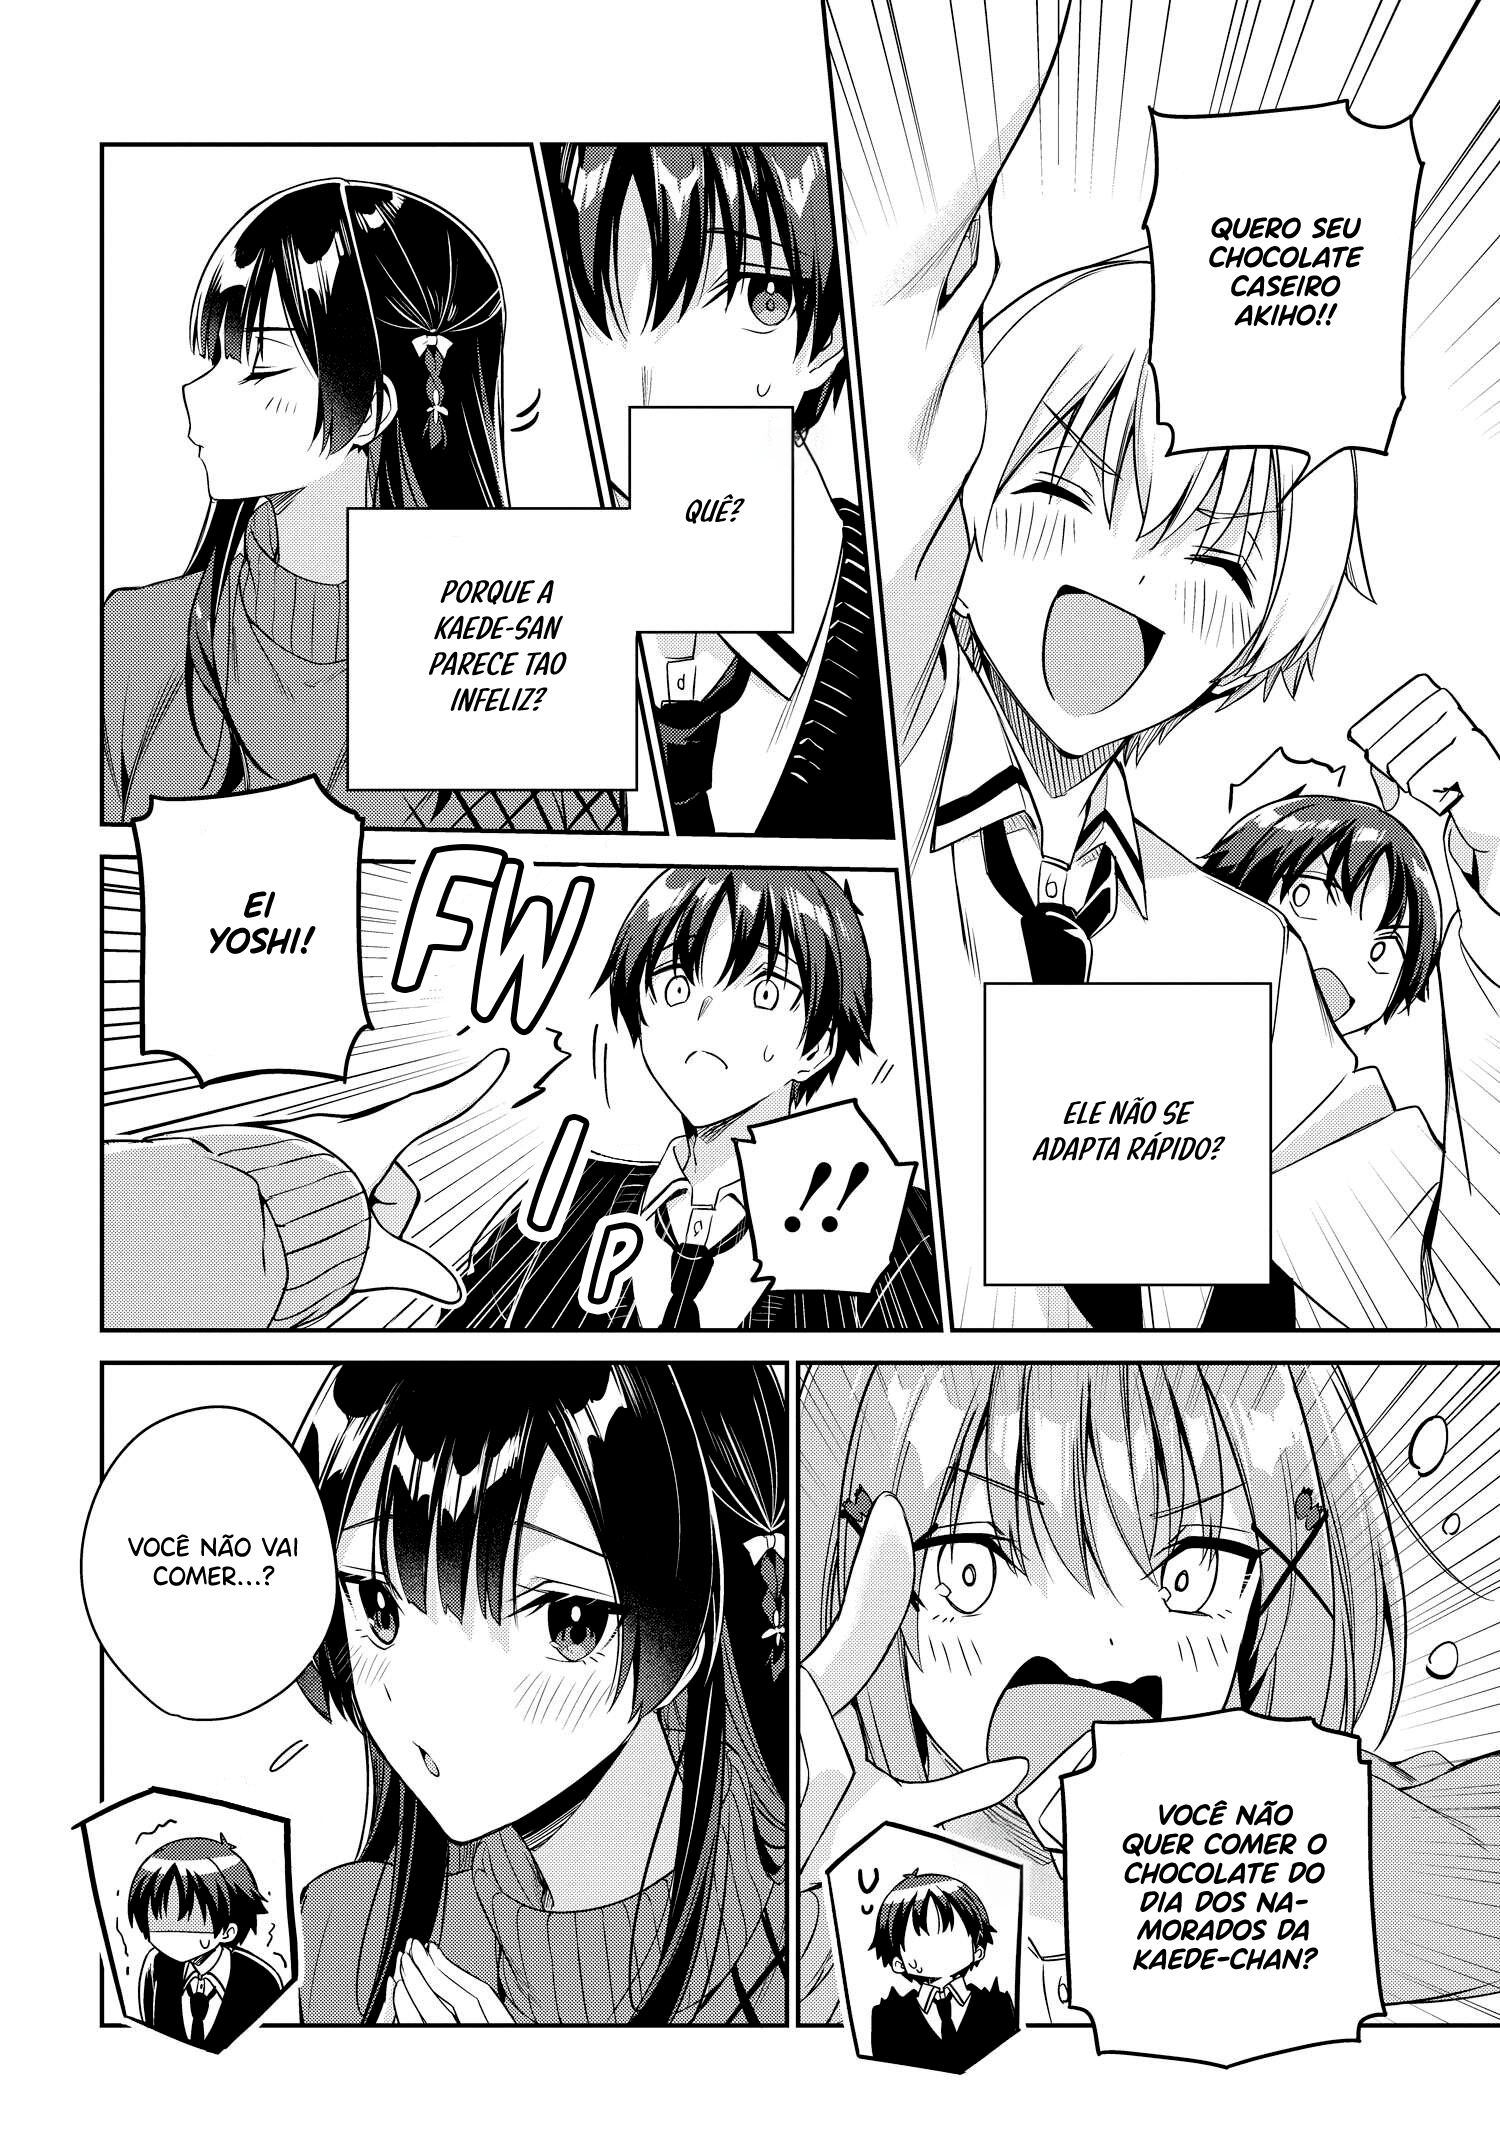 QUERO SEU
CHOCOLATE
CASEIRO
AKIHO!!
ELE NÃO SE
ADAPTA RÁPIDO?
QUÊ?
PORQUE A
KAEDE-SAN
PARECE TAO
INFELIZ?
EI
YOSHI!
FWIP
!!
VOCÊ NÃO
QUER COMER O
CHOCOLATE DO
DIA DOS NA-
MORADOS DA
KAEDE-CHAN?
VOCÊ NÃO VAI
COMER...?